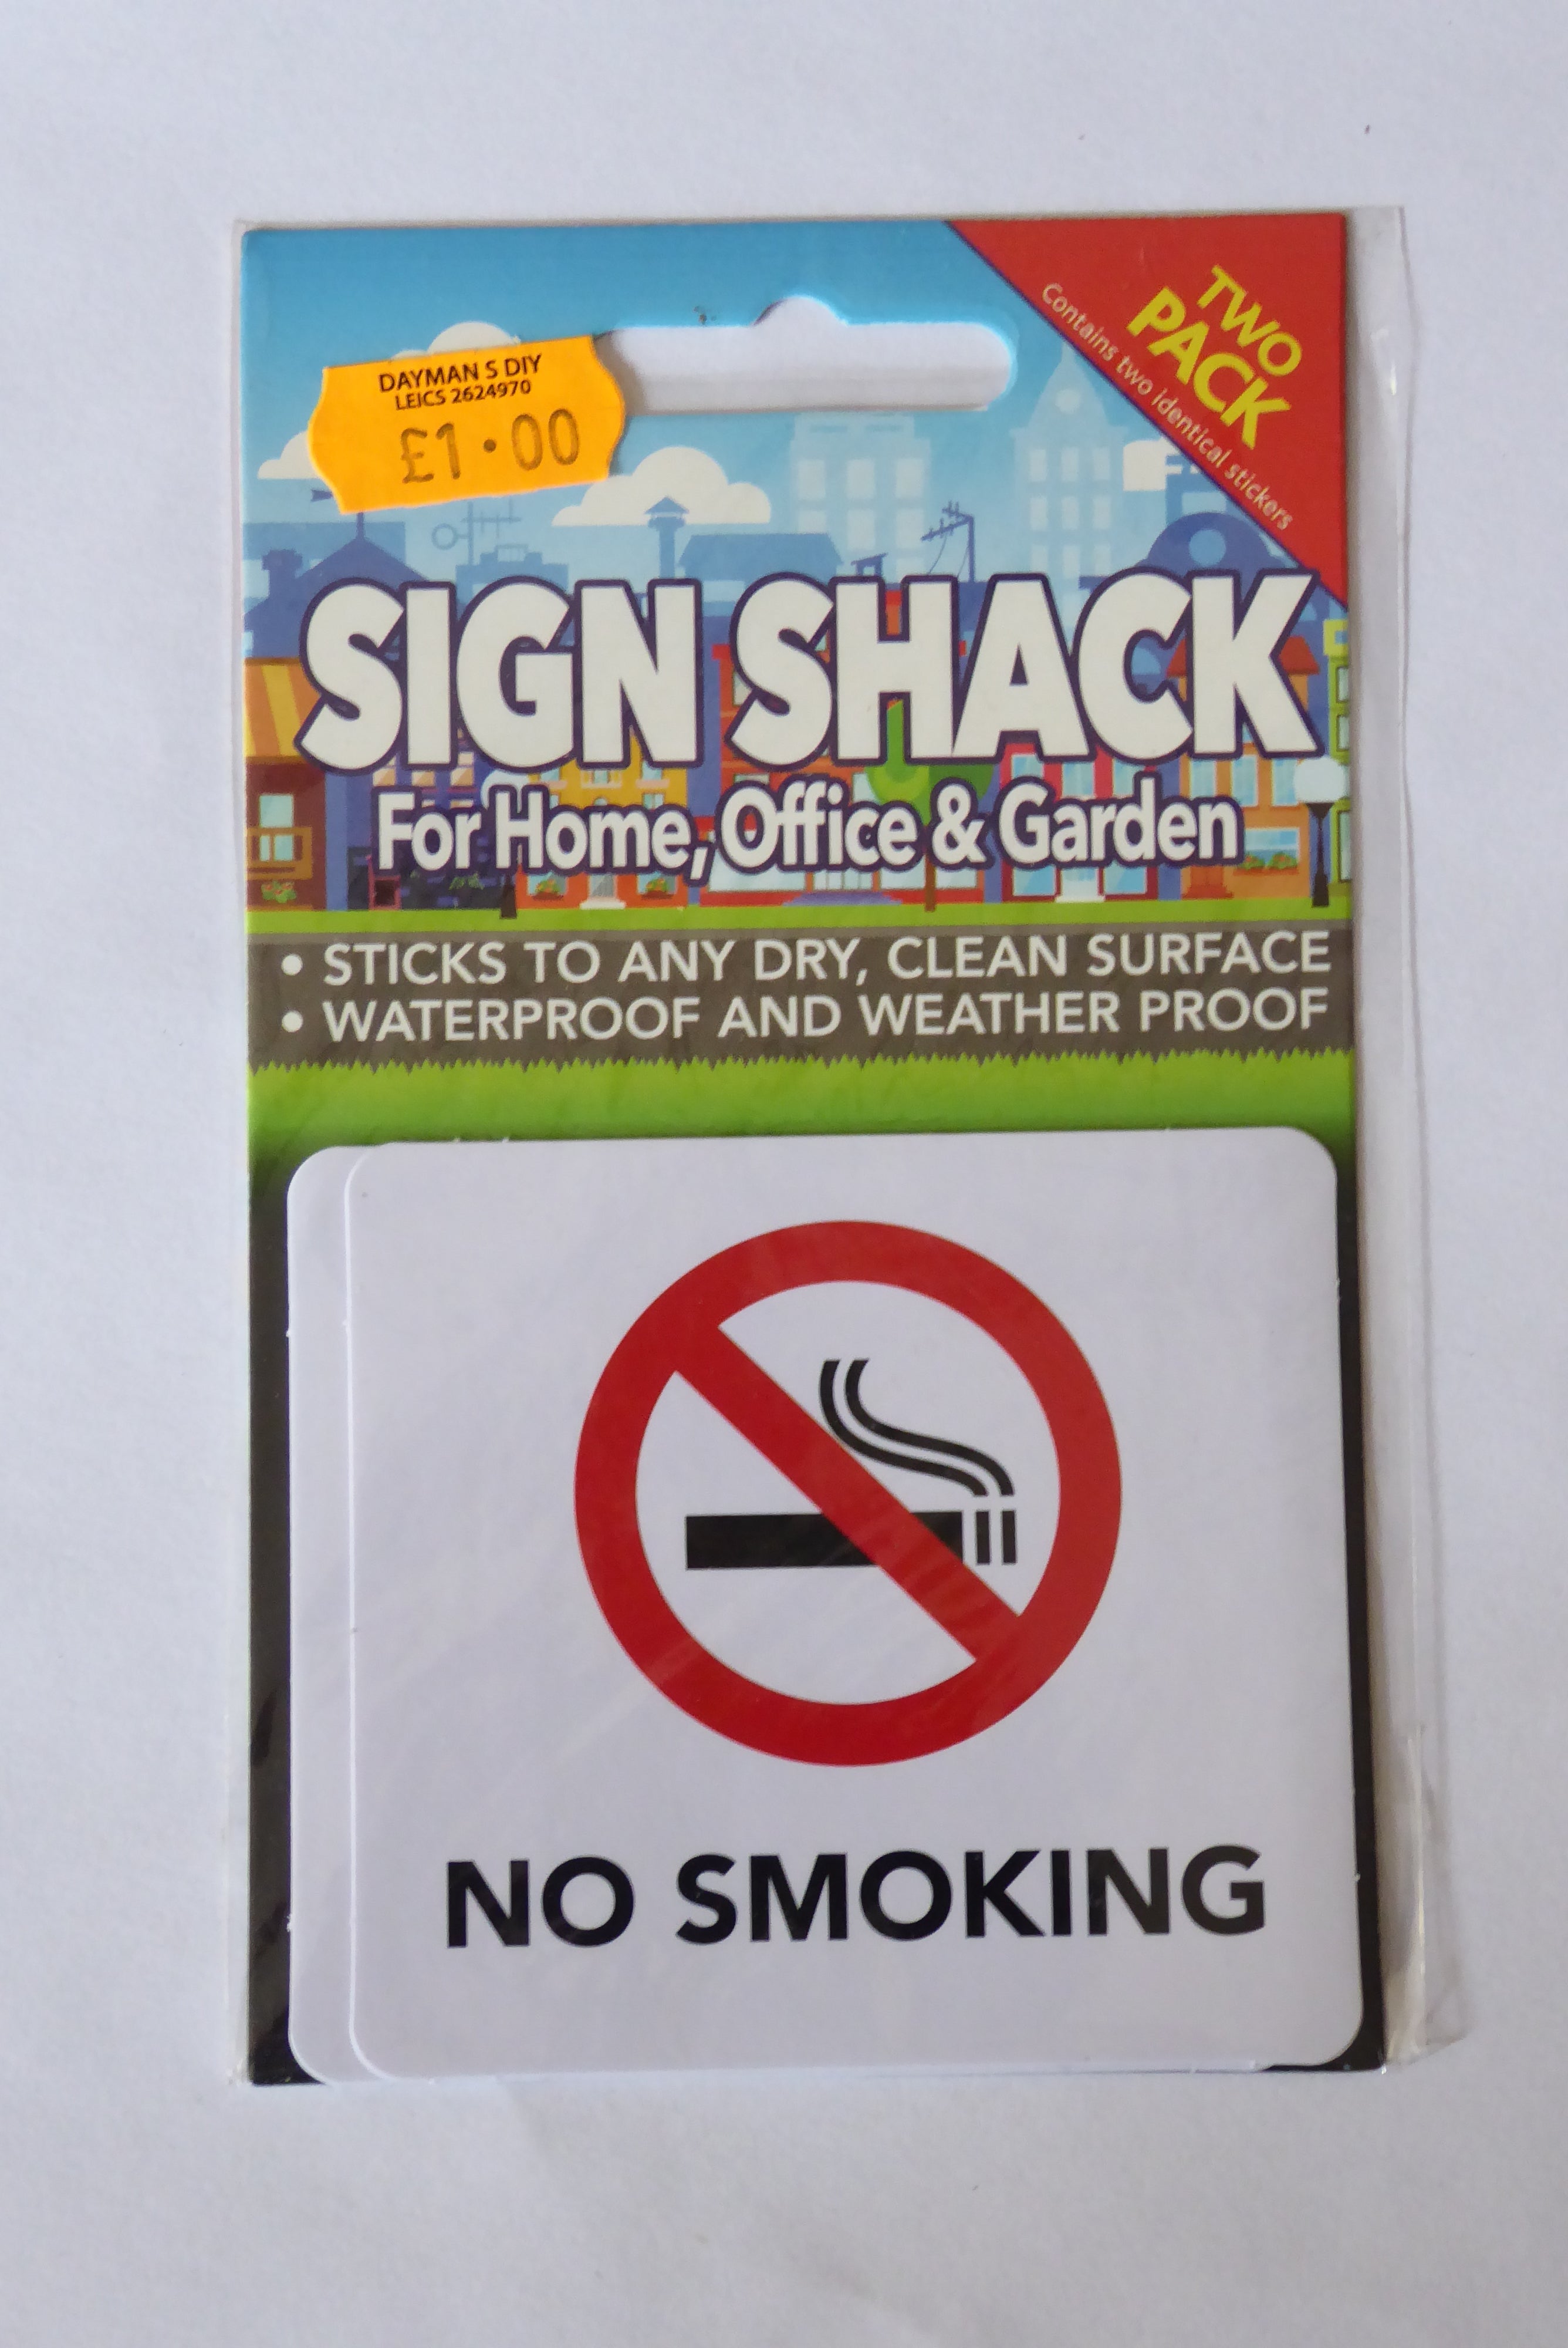 TWO
PACK
Contains two identical stickers
DAYMAN S DIY
LEICS 2624970
£1·00
SIGN SHACK
For Home, Office & Garden
• STICKS TO ANY DRY, CLEAN SURFACE
• WATERPROOF AND WEATHER PROOF
NO SMOKING